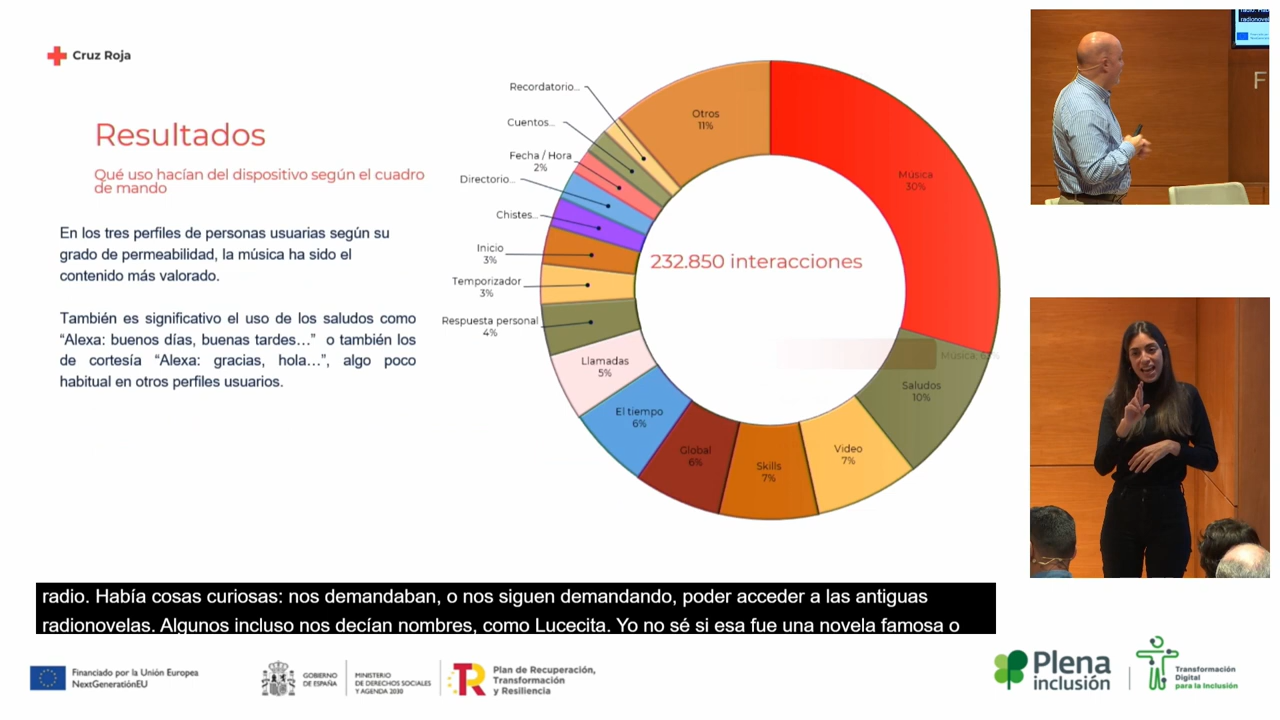 Cruz Roja
Resultados
Qué uso hacían del dispositivo según el cuadro
de mando
En los tres perfiles de personas usuarias según su
grado de permeabilidad, la música ha sido el
contenido más valorado.
También es significativo el uso de los saludos como
“Alexa: buenos días, buenas tardes...” o también los
de cortesía “Alexa: gracias, hola...”, algo poco
habitual en otros perfiles usuarios.
Recordatorio...
Cuentos...
Fecha / Hora
2%
Directorio...
Chistes...
Inicio
3%
Temporizador
3%
Respuesta personal
4%
Llamadas
5%
El tiempo
6%
Global
6%
Skills
7%
Video
7%
Saludos
10%
Música
30%
Otros
11%
232.850 interacciones
radio. Había cosas curiosas: nos demandaban, o nos siguen demandando, poder acceder a las antiguas
radionovelas. Algunos incluso nos decían nombres, como Lucecita. Yo no sé si esa fue una novela famosa o
Financiado por la Unión Europea
NextGenerationEU
GOBIERNO
DE ESPAÑA
MINISTERIO
DE DERECHOS SOCIALES
Y AGENDA 2030
Plan de Recuperación,
Transformación
y Resiliencia
Plena
inclusión
Transformación
Digital
para la Inclusión
F